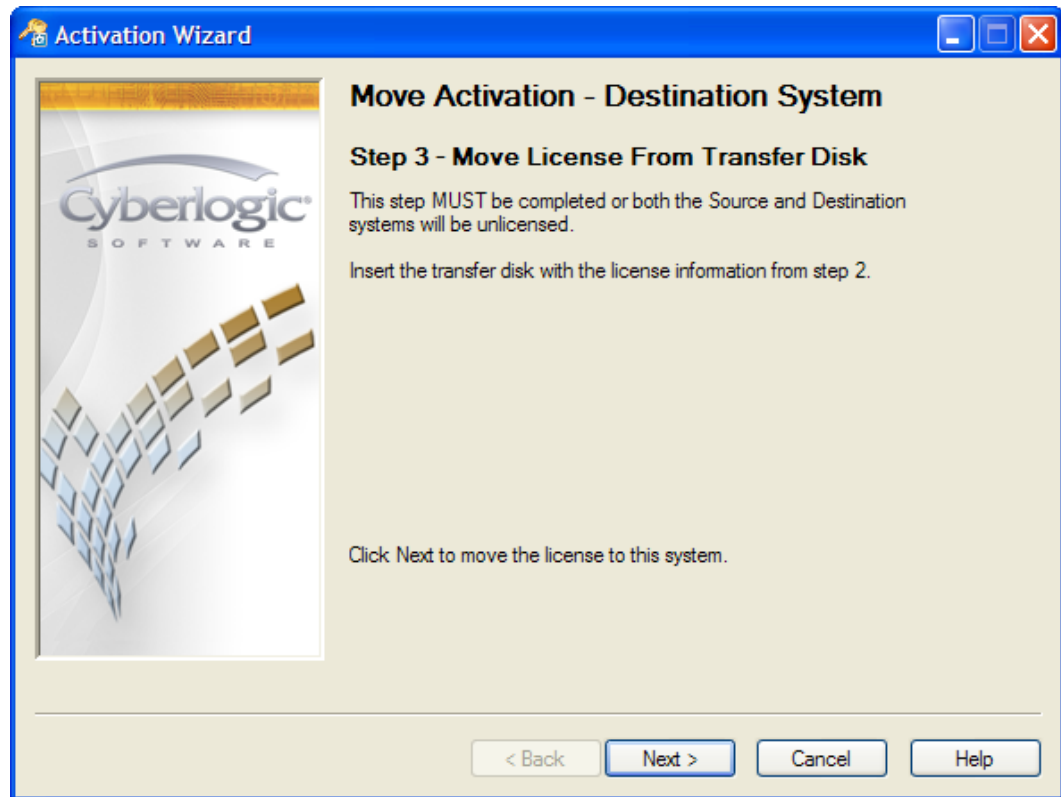 Activation Wizard
Cyberlogic®
SOFTWARE
Move Activation - Destination System
Step 3 - Move License From Transfer Disk
This step MUST be completed or both the Source and Destination
systems will be unlicensed.
Insert the transfer disk with the license information from step 2.
Click Next to move the license to this system.
< Back
Next >
Cancel
Help